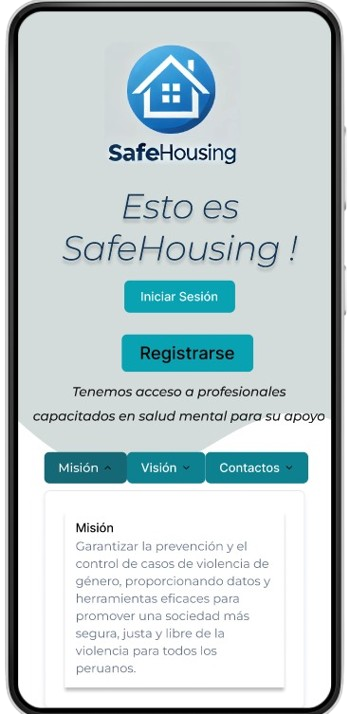 SafeHousing
Esto es
SafeHousing !
Iniciar Sesión
Registrarse
Tenemos acceso a profesionales
capacitados en salud mental para su apoyo
Misión Visión Contactos
Misión
Garantizar la prevención y el
control de casos de violencia de
género, proporcionando datos y
herramientas eficaces para
promover una sociedad más
segura, justa y libre de la
violencia para todos los
peruanos.